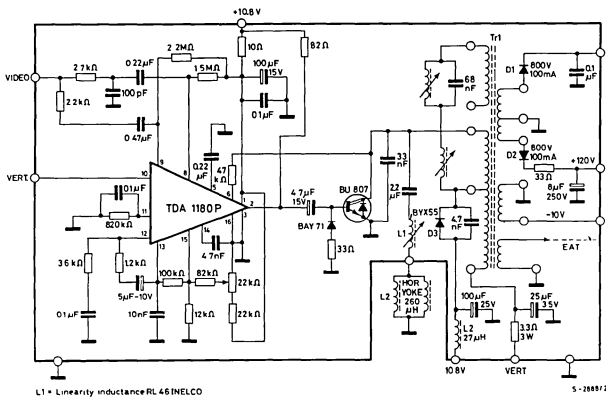 +10.8V
VIDEO
2.7kΩ
0.22µF
100pF
2.2kΩ
0.47µF
2.2MΩ
1.5MΩ
10Ω
82Ω
100µF
15V
0.1µF
0.22
µF
47
kΩ
VERT.
9
8
5
4
10
11
12
13
15
14
16
1
2
3
6
TDA 1180P
0.1µF
820kΩ
3.6kΩ
1.2kΩ
5µF-10V
0.1µF
10nF
100kΩ
82kΩ
12kΩ
4.7nF
22kΩ
22kΩ
4.7µF
15V
BAY 71
33Ω
BU 807
33
nF
2.2
µF
L1
L2
HOR
YOKE
260
µH
68
nF
BYX55
D3
4.7
nF
100µF
25V
L2
27µH
10.8V
Tr1
D1
800V
100mA
0.1
µF
D2
800V
100mA
33Ω
+120V
8µF
250V
-10V
EAT
25µF
35V
3.3Ω
3W
VERT
L1 = Linearity inductance RL 46 INELCO
S-2888/2